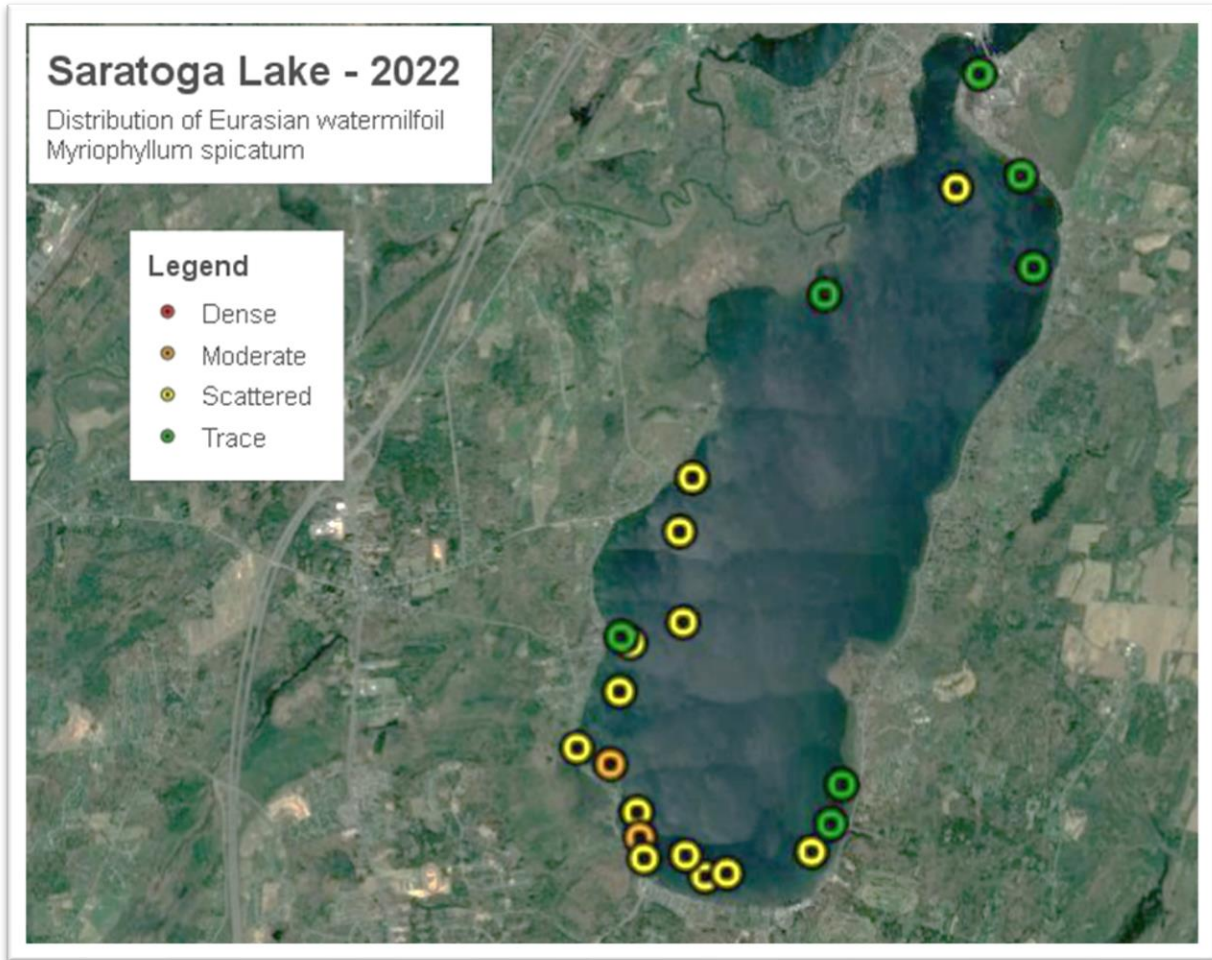 Saratoga Lake - 2022
Distribution of Eurasian watermilfoil
Myriophyllum spicatum
Legend
Dense
Moderate
Scattered
Trace